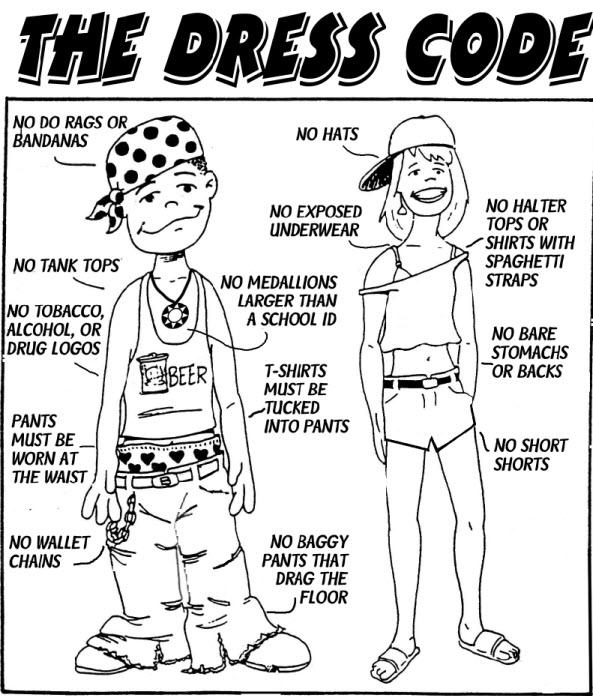 THE DRESS CODE
NO DO RAGS OR
BANDANAS
NO HATS
NO EXPOSED
UNDERWEAR
NO HALTER
TOPS OR
SHIRTS WITH
SPAGHETTI
STRAPS
NO TANK TOPS
NO MEDALLIONS
LARGER THAN
A SCHOOL ID
NO TOBACCO,
ALCOHOL, OR
DRUG LOGOS
BEER
T-SHIRTS
MUST BE
TUCKED
INTO PANTS
NO BARE
STOMACHS
OR BACKS
PANTS
MUST BE
WORN AT
THE WAIST
NO SHORT
SHORTS
NO WALLET
CHAINS
NO BAGGY
PANTS THAT
DRAG THE
FLOOR